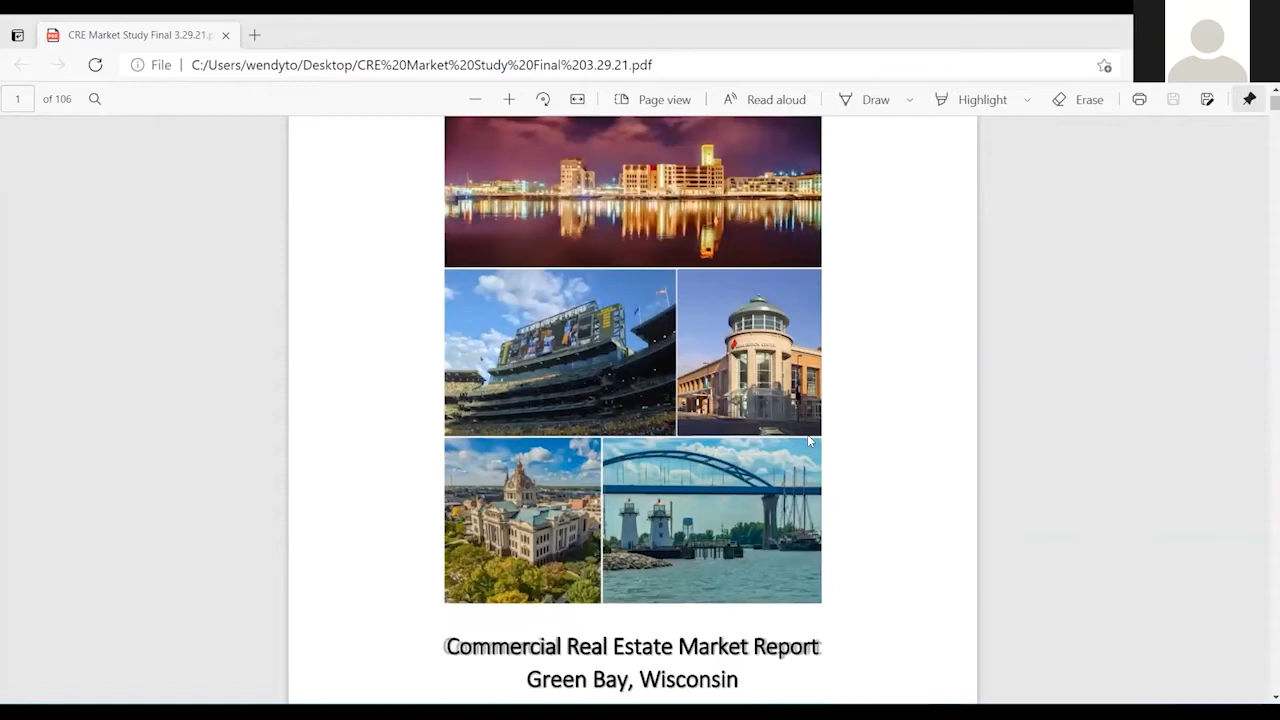 CRE Market Study Final 3.29.21.p
File | C:/Users/wendyto/Desktop/CRE%20Market%20Study%20Final%203.29.21.pdf
1 of 106
Page view
Read aloud
Draw
Highlight
Erase
Commercial Real Estate Market Report
Green Bay, Wisconsin